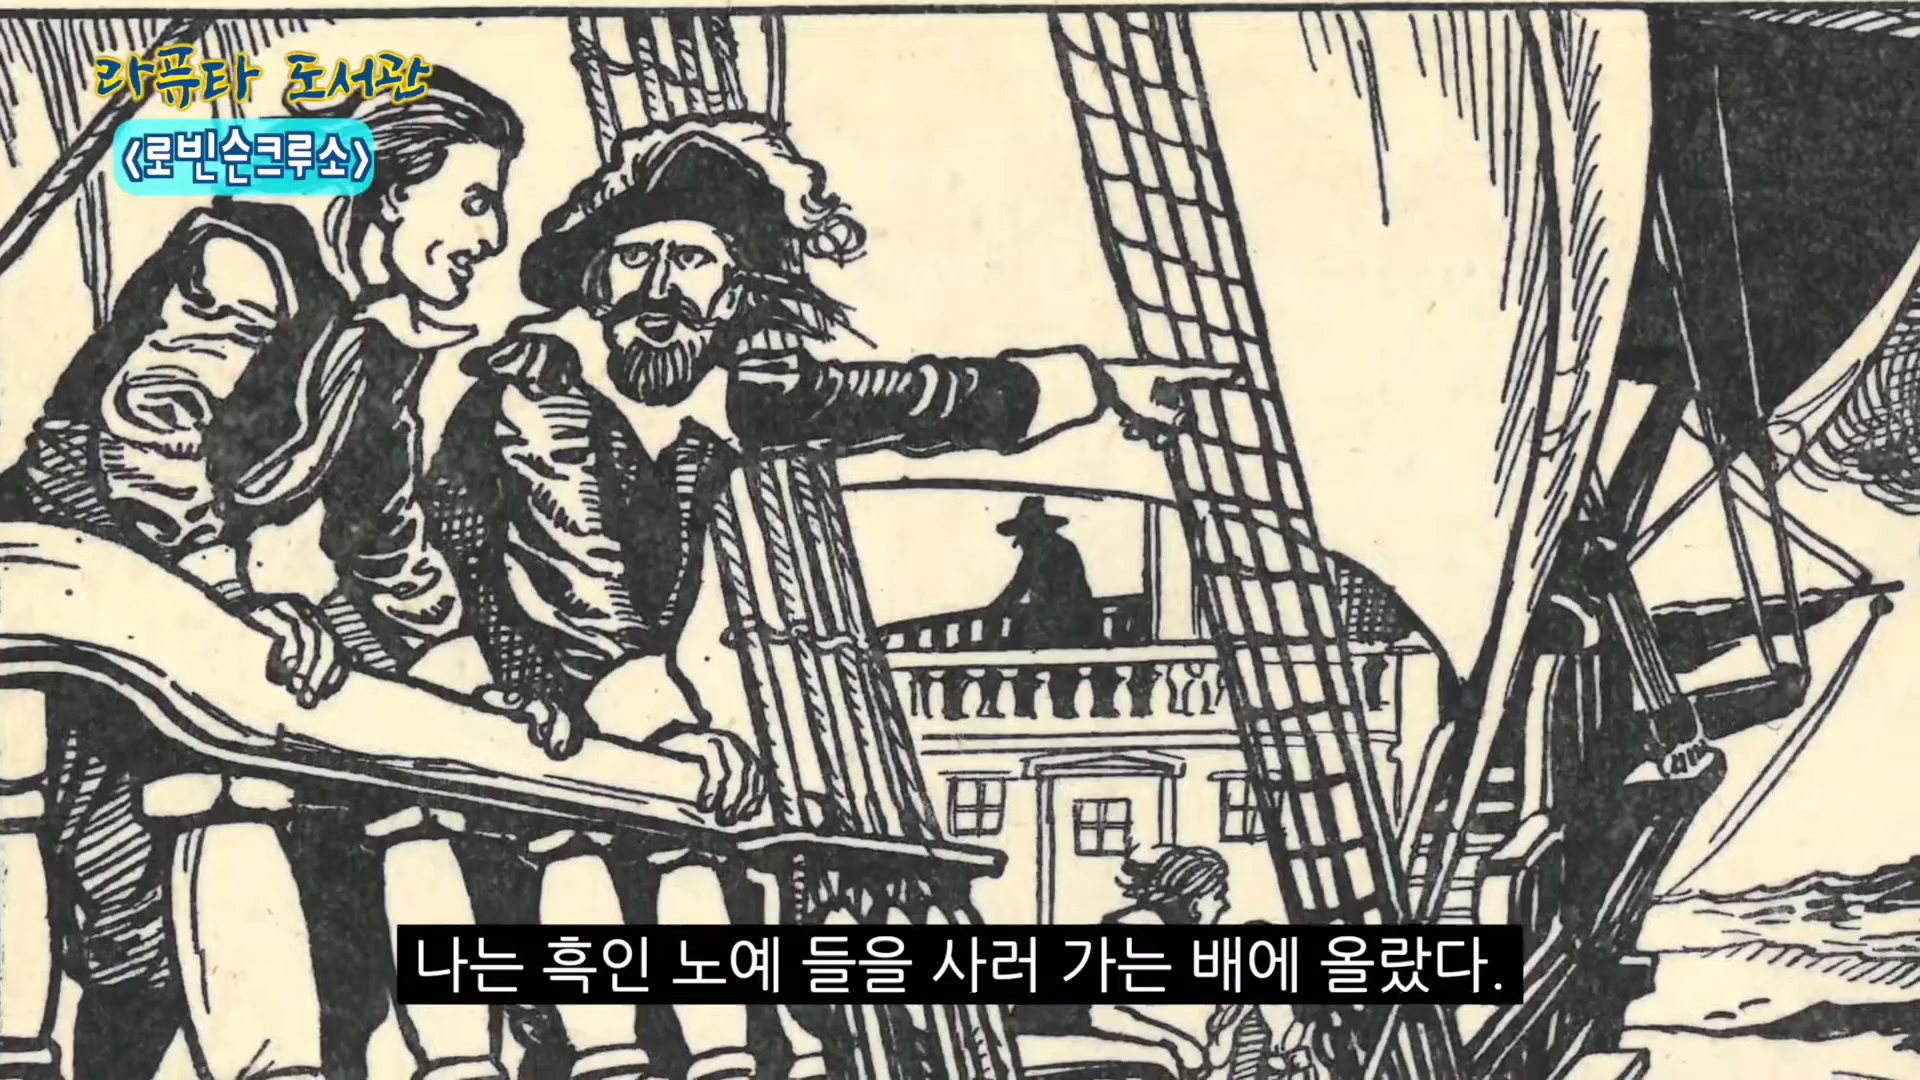 라퓨타 도서관
〈로빈슨크루소〉
나는 흑인 노예 들을 사러 가는 배에 올랐다.